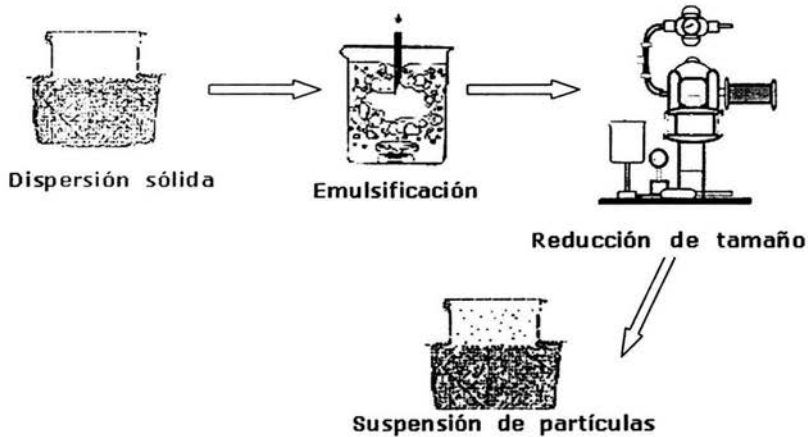 Dispersión sólida
Emulsificación
Reducción de tamaño
Suspensión de partículas